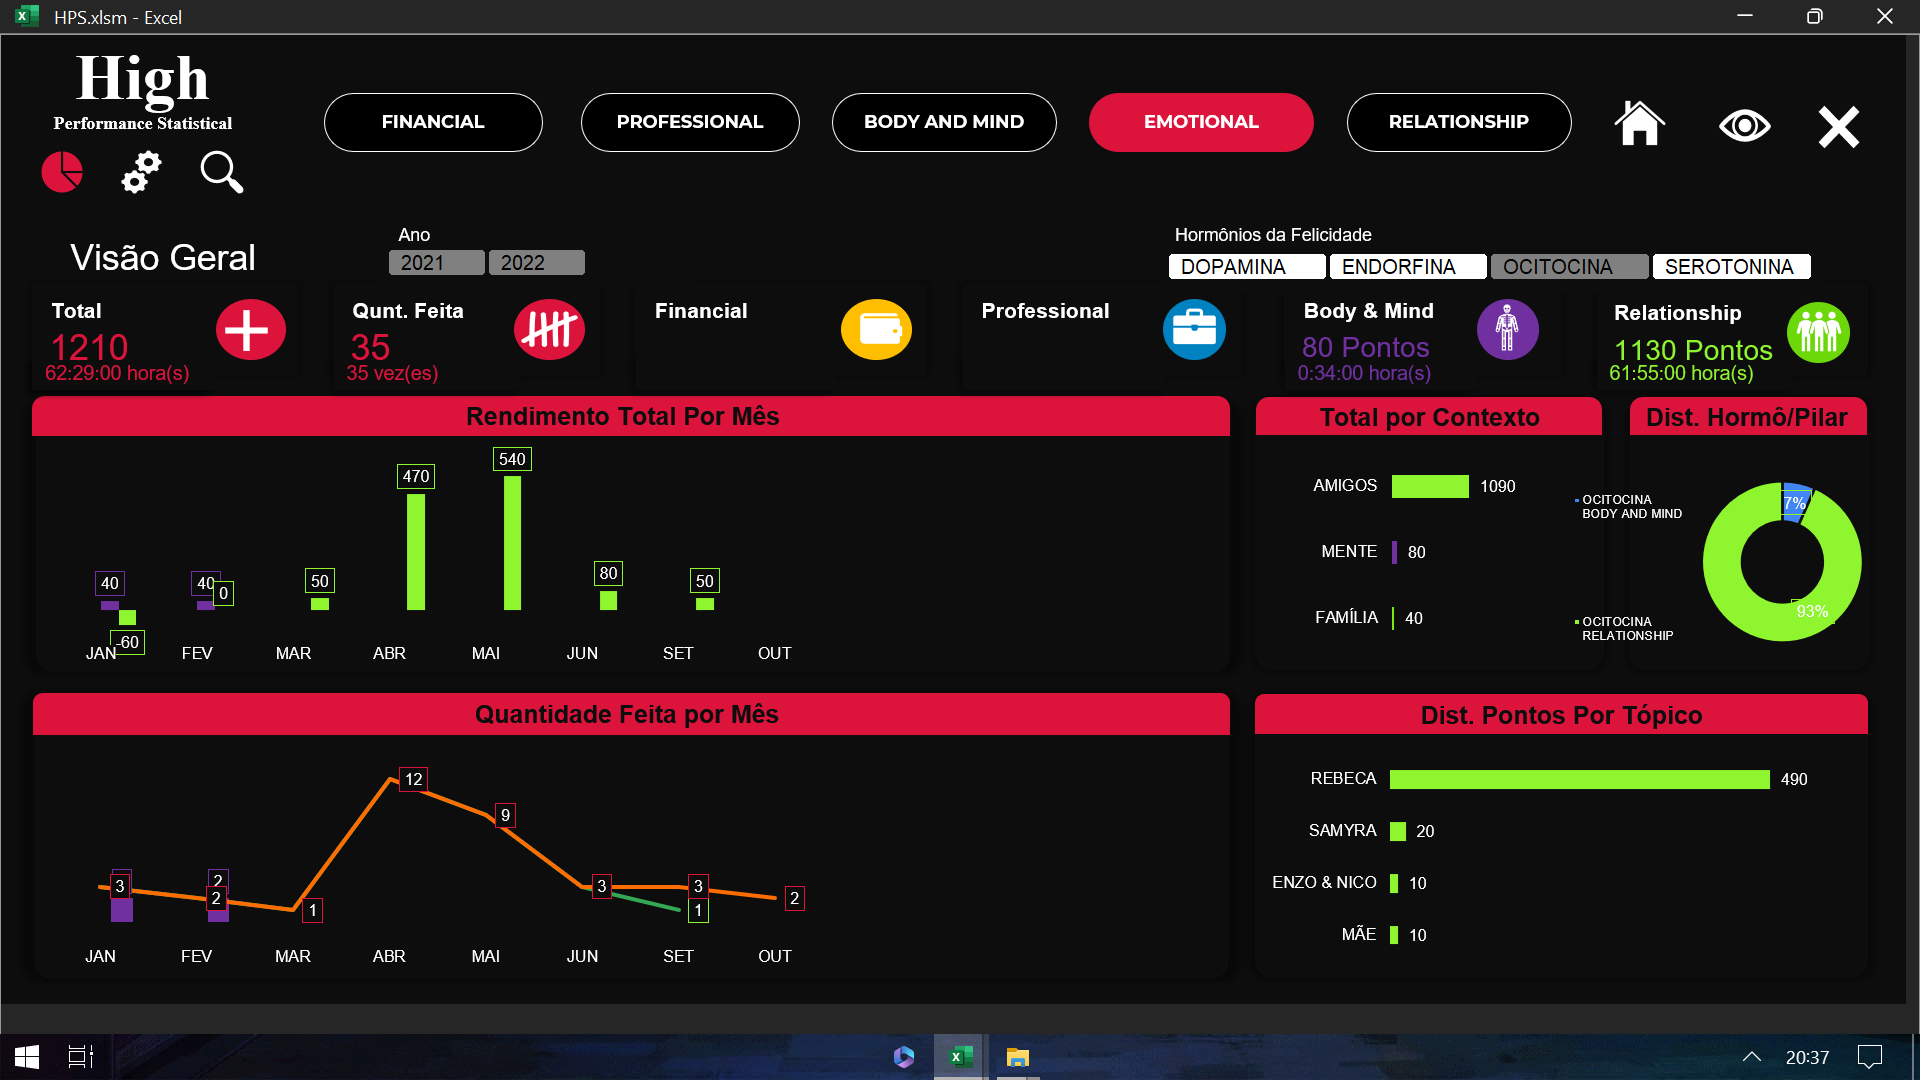 HPS.xlsm - Excel
High
Performance Statistical
FINANCIAL
PROFESSIONAL
BODY AND MIND
EMOTIONAL
RELATIONSHIP
Visão Geral
Ano
2021
2022
Hormônios da Felicidade
DOPAMINA
ENDORFINA
OCITOCINA
SEROTONINA
Total
1210
62:29:00 hora(s)
Qunt. Feita
35
35 vez(es)
Financial
Professional
Body & Mind
80 Pontos
0:34:00 hora(s)
Relationship
1130 Pontos
61:55:00 hora(s)
Rendimento Total Por Mês
40
-60
40
0
50
470
540
80
50
JAN
FEV
MAR
ABR
MAI
JUN
SET
OUT
Total por Contexto
AMIGOS
1090
MENTE
80
FAMÍLIA
40
Dist. Hormô/Pilar
OCITOCINA
BODY AND MIND
7%
OCITOCINA
RELATIONSHIP
93%
Quantidade Feita por Mês
3
2
2
1
12
9
3
3
1
2
JAN
FEV
MAR
ABR
MAI
JUN
SET
OUT
Dist. Pontos Por Tópico
REBECA
490
SAMYRA
20
ENZO & NICO
10
MÃE
10
20:37